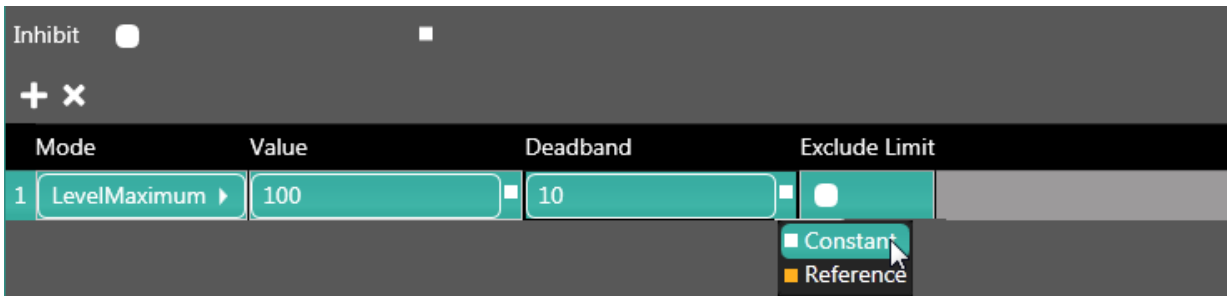 Inhibit
Mode Value Deadband Exclude Limit
1 LevelMaximum 100 10
Constant
Reference